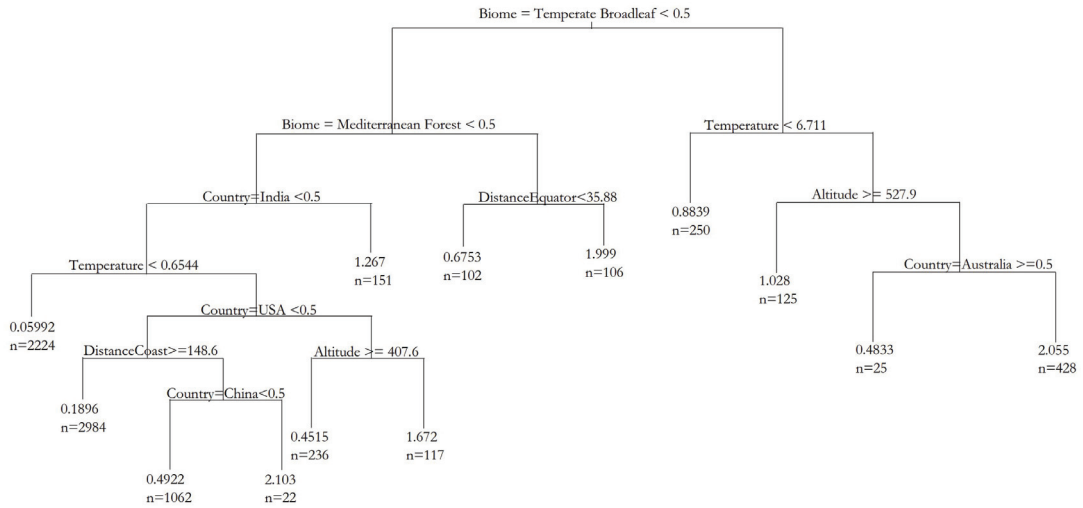 Biome = Temperate Broadleaf < 0.5
Biome = Mediterranean Forest < 0.5
Temperature < 6.711
Country=India <0.5
DistanceEquator<35.88
Altitude >= 527.9
0.8839
n=250
Temperature < 0.6544
1.267
n=151
0.6753
n=102
1.999
n=106
1.028
n=125
Country=Australia >=0.5
0.05992
n=2224
Country=USA <0.5
DistanceCoast>=148.6
Altitude >= 407.6
0.4833
n=25
2.055
n=428
0.1896
n=2984
Country=China<0.5
0.4515
n=236
1.672
n=117
0.4922
n=1062
2.103
n=22